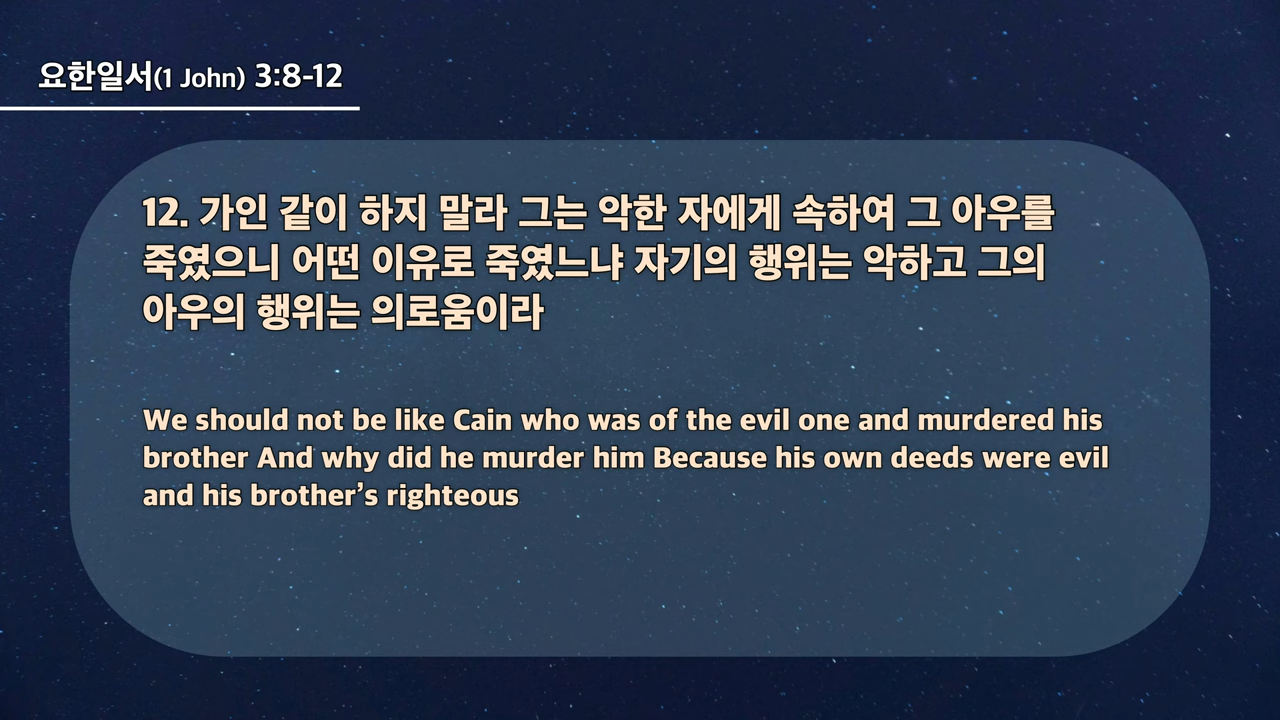 요한일서(1 John) 3:8-12
12. 가인 같이 하지 말라 그는 악한 자에게 속하여 그 아우를
죽였으니 어떤 이유로 죽였느냐 자기의 행위는 악하고 그의
아우의 행위는 의로움이라
We should not be like Cain who was of the evil one and murdered his
brother And why did he murder him Because his own deeds were evil
and his brother’s righteous